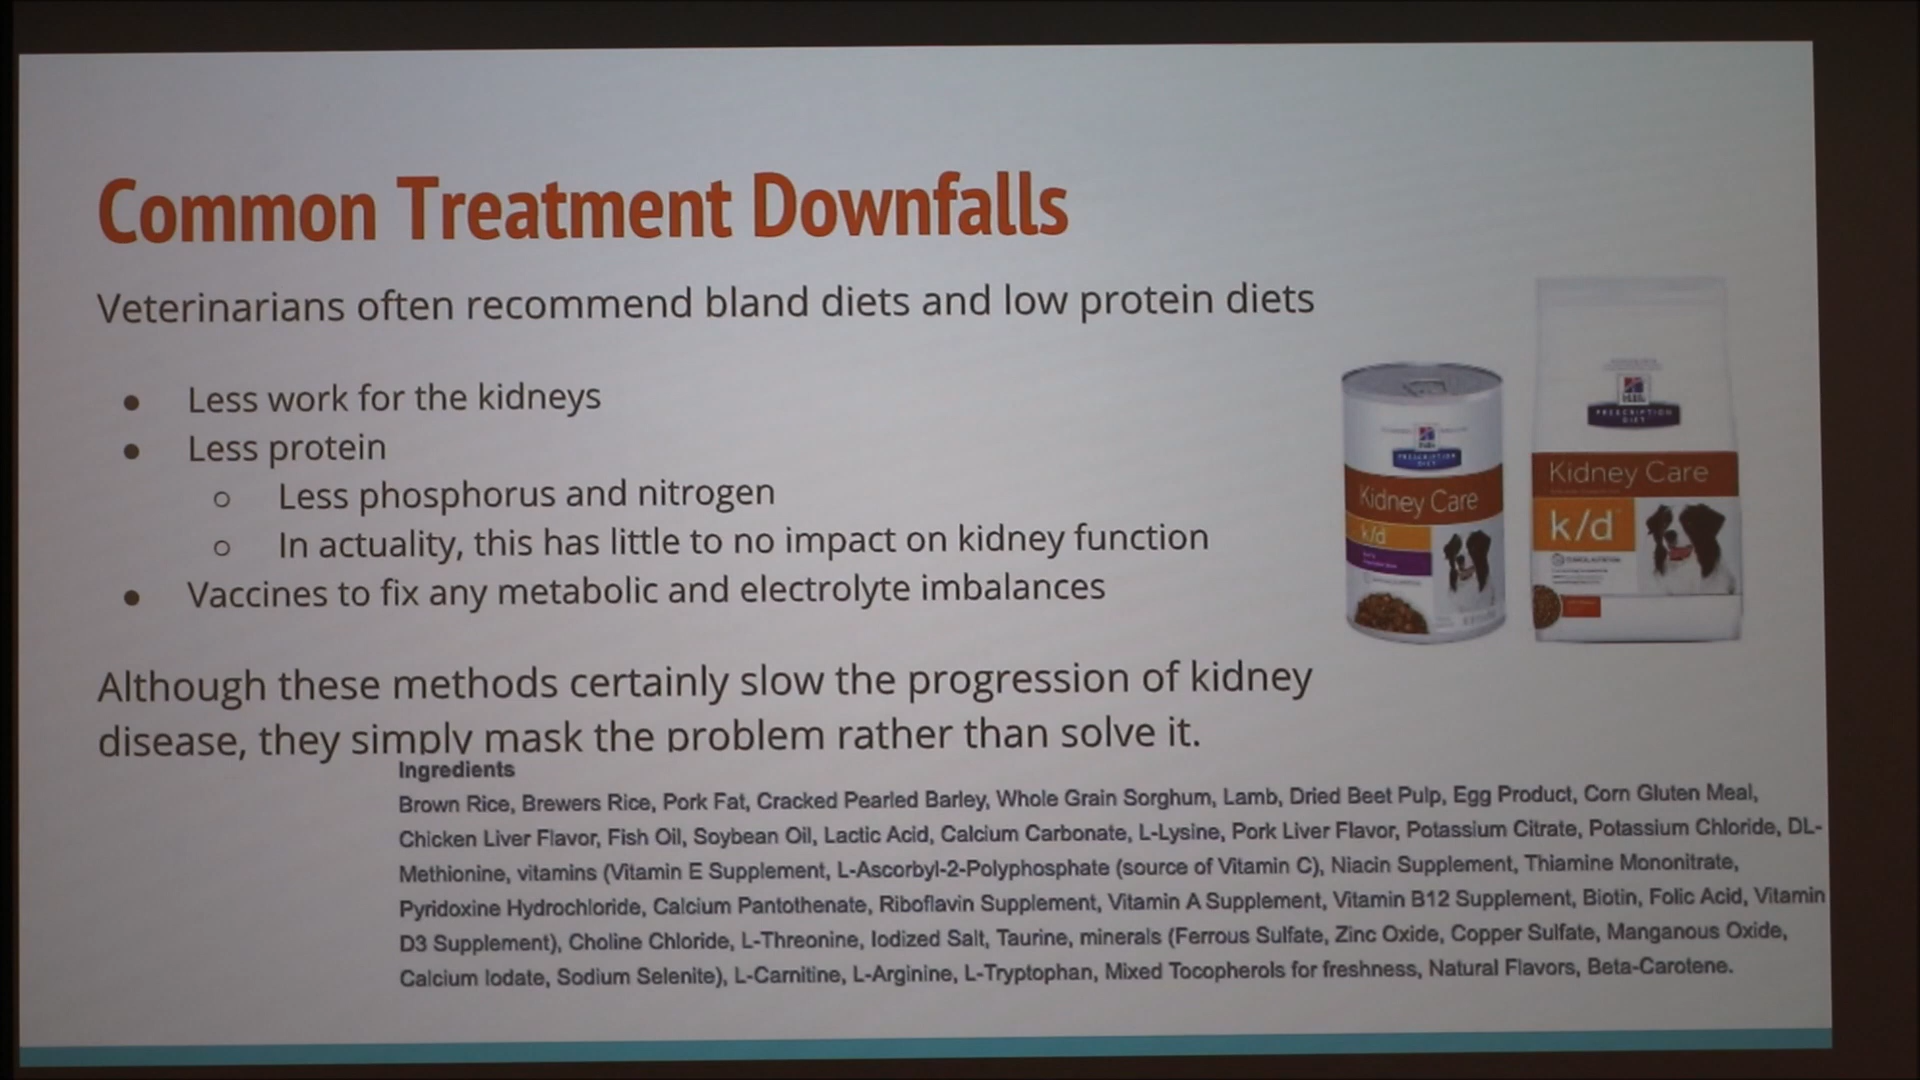 Common Treatment Downfalls
Veterinarians often recommend bland diets and low protein diets
● Less work for the kidneys
● Less protein
○ Less phosphorus and nitrogen
○ In actuality, this has little to no impact on kidney function
● Vaccines to fix any metabolic and electrolyte imbalances
Although these methods certainly slow the progression of kidney
disease, they simply mask the problem rather than solve it.
Hill's
PRESCRIPTION
DIET
Kidney Care
k/d
Hill's
PRESCRIPTION
DIET
Kidney Care
k/d
Ingredients
Brown Rice, Brewers Rice, Pork Fat, Cracked Pearled Barley, Whole Grain Sorghum, Lamb, Dried Beet Pulp, Egg Product, Corn Gluten Meal,
Chicken Liver Flavor, Fish Oil, Soybean Oil, Lactic Acid, Calcium Carbonate, L-Lysine, Pork Liver Flavor, Potassium Citrate, Potassium Chloride, DL-
Methionine, vitamins (Vitamin E Supplement, L-Ascorbyl-2-Polyphosphate (source of Vitamin C), Niacin Supplement, Thiamine Mononitrate,
Pyridoxine Hydrochloride, Calcium Pantothenate, Riboflavin Supplement, Vitamin A Supplement, Vitamin B12 Supplement, Biotin, Folic Acid, Vitamin
D3 Supplement), Choline Chloride, L-Threonine, Iodized Salt, Taurine, minerals (Ferrous Sulfate, Zinc Oxide, Copper Sulfate, Manganous Oxide,
Calcium Iodate, Sodium Selenite), L-Carnitine, L-Arginine, L-Tryptophan, Mixed Tocopherols for freshness, Natural Flavors, Beta-Carotene.